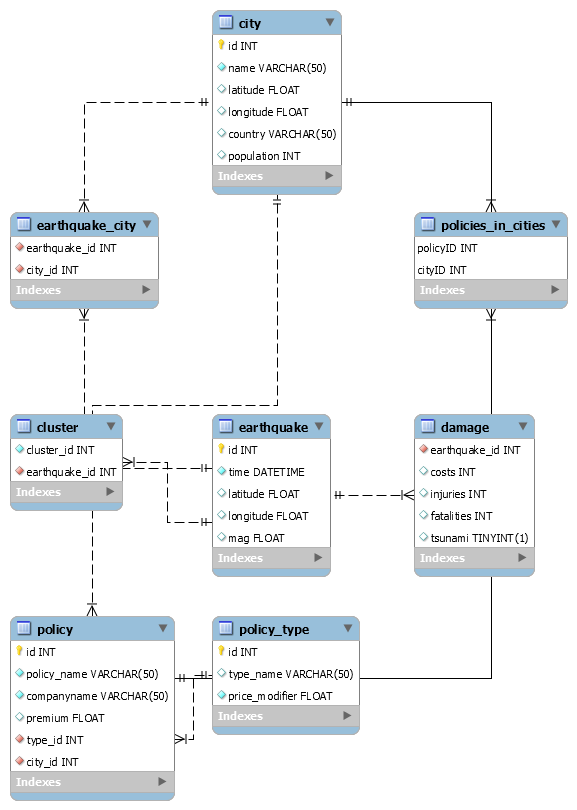 city
id INT
name VARCHAR(50)
latitude FLOAT
longitude FLOAT
country VARCHAR(50)
population INT
Indexes
earthquake_city
earthquake_id INT
city_id INT
Indexes
policies_in_cities
policyID INT
cityID INT
Indexes
cluster
cluster_id INT
earthquake_id INT
Indexes
earthquake
id INT
time DATETIME
latitude FLOAT
longitude FLOAT
mag FLOAT
Indexes
damage
earthquake_id INT
costs INT
injuries INT
fatalities INT
tsunami TINYINT(1)
Indexes
policy
id INT
policy_name VARCHAR(50)
companyname VARCHAR(50)
premium FLOAT
type_id INT
city_id INT
Indexes
policy_type
id INT
type_name VARCHAR(50)
price_modifier FLOAT
Indexes